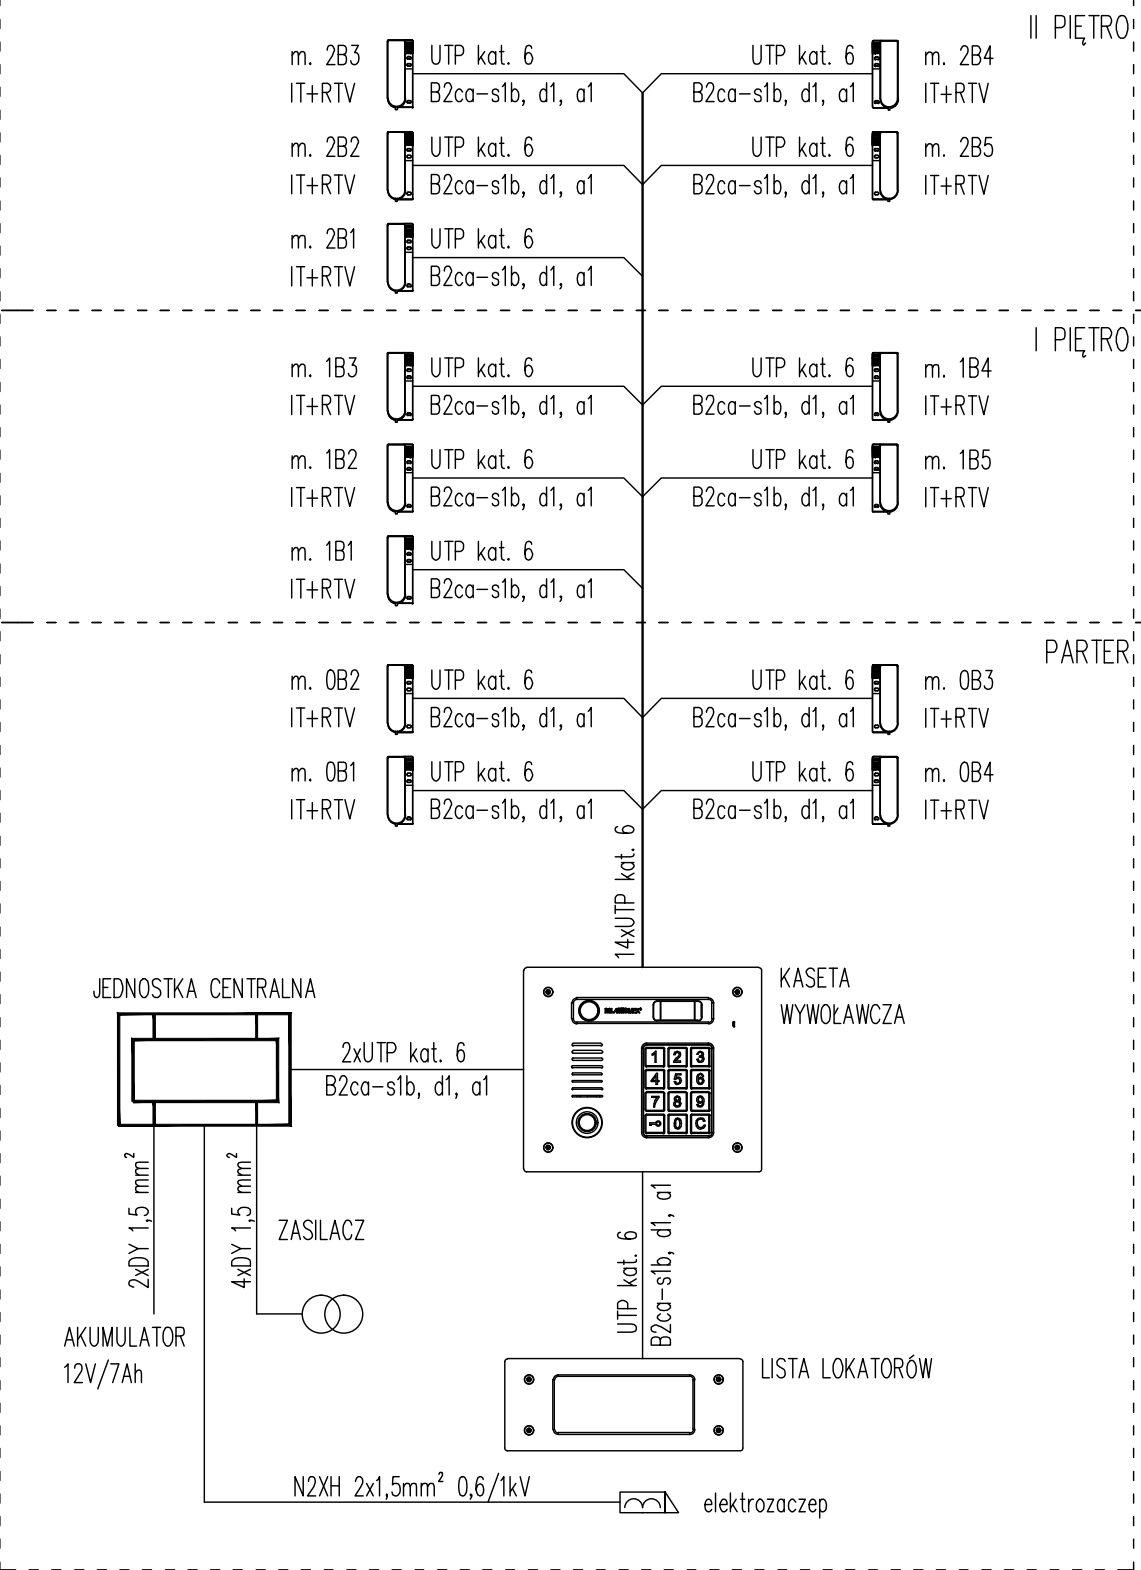 II PIĘTRO
m. 2B3 UTP kat. 6 UTP kat. 6 m. 2B4
IT+RTV B2ca-s1b, d1, a1 B2ca-s1b, d1, a1 IT+RTV
m. 2B2 UTP kat. 6 UTP kat. 6 m. 2B5
IT+RTV B2ca-s1b, d1, a1 B2ca-s1b, d1, a1 IT+RTV
m. 2B1 UTP kat. 6
IT+RTV B2ca-s1b, d1, a1
I PIĘTRO
m. 1B3 UTP kat. 6 UTP kat. 6 m. 1B4
IT+RTV B2ca-s1b, d1, a1 B2ca-s1b, d1, a1 IT+RTV
m. 1B2 UTP kat. 6 UTP kat. 6 m. 1B5
IT+RTV B2ca-s1b, d1, a1 B2ca-s1b, d1, a1 IT+RTV
m. 1B1 UTP kat. 6
IT+RTV B2ca-s1b, d1, a1
PARTER
m. 0B2 UTP kat. 6 UTP kat. 6 m. 0B3
IT+RTV B2ca-s1b, d1, a1 B2ca-s1b, d1, a1 IT+RTV
m. 0B1 UTP kat. 6 UTP kat. 6 m. 0B4
IT+RTV B2ca-s1b, d1, a1 B2ca-s1b, d1, a1 IT+RTV
14xUTP kat. 6
JEDNOSTKA CENTRALNA
KASETA
WYWOŁAWCZA
2xUTP kat. 6
B2ca-s1b, d1, a1
1 2 3
4 5 6
7 8 9
0 C
2xDY 1,5 mm²
4xDY 1,5 mm²
ZASILACZ
UTP kat. 6
B2ca-s1b, d1, a1
AKUMULATOR
12V/7Ah
LISTA LOKATORÓW
N2XH 2x1,5mm² 0,6/1kV
elektrozaczep